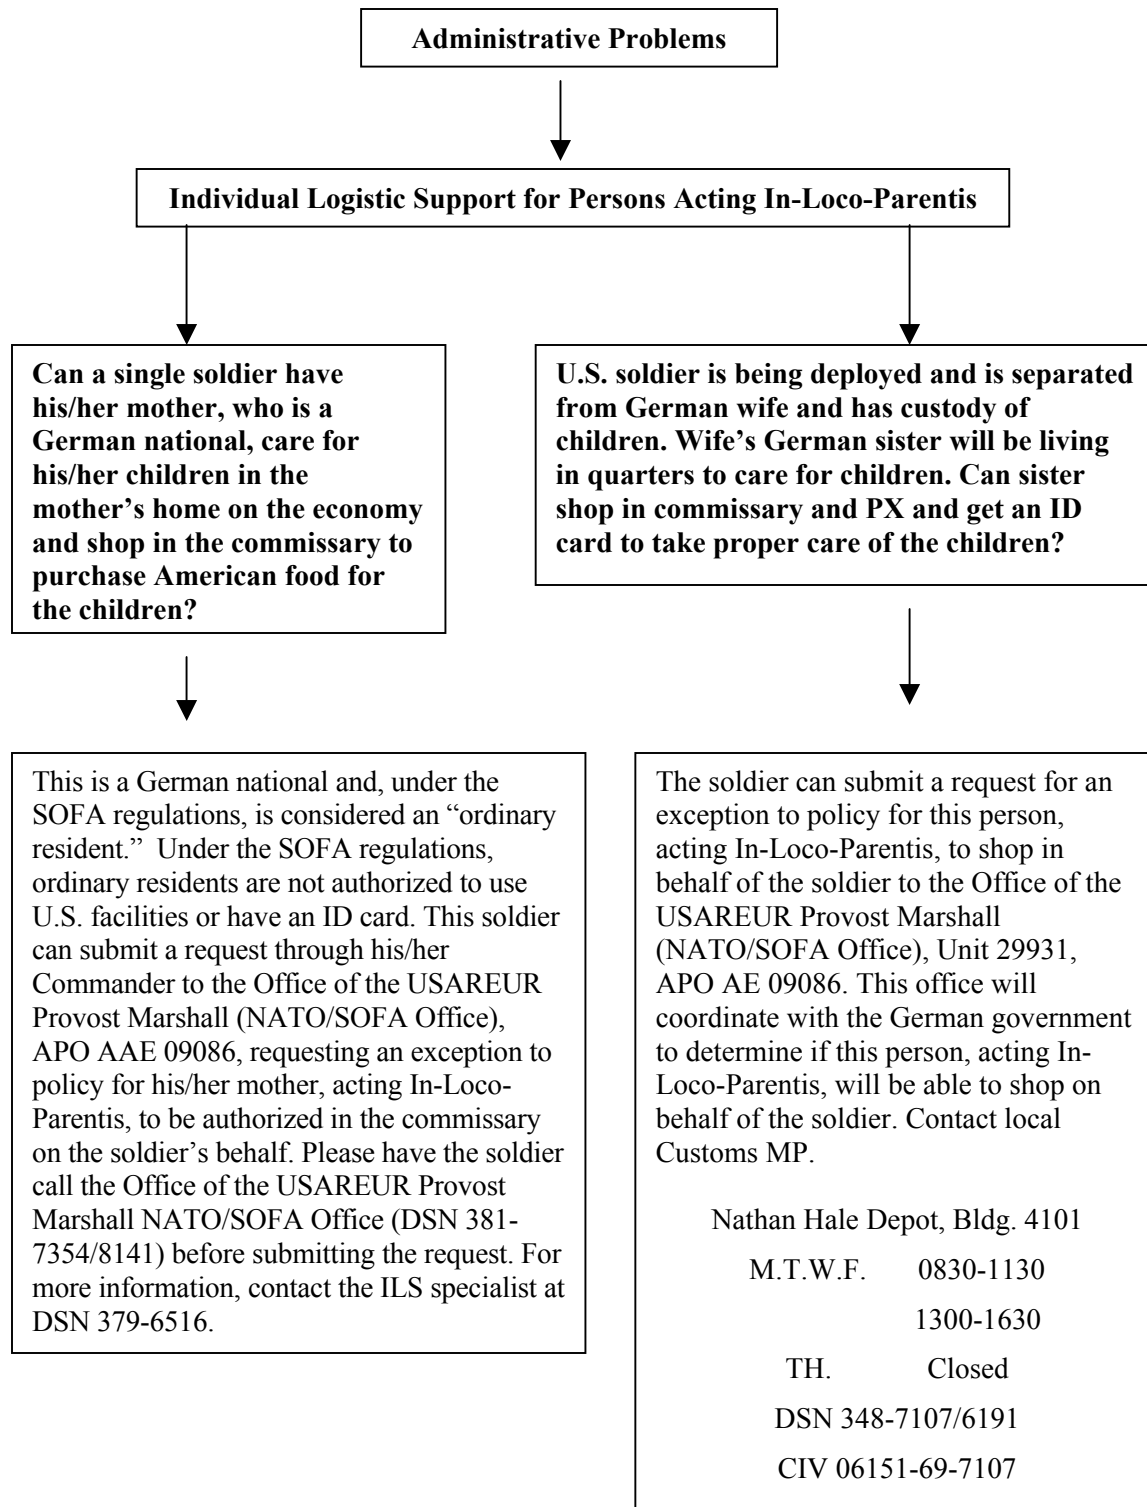 Administrative Problems
Individual Logistic Support for Persons Acting In-Loco-Parentis
Can a single soldier have
his/her mother, who is a
German national, care for
his/her children in the
mother’s home on the economy
and shop in the commissary to
purchase American food for
the children?
U.S. soldier is being deployed and is separated
from German wife and has custody of
children. Wife’s German sister will be living
in quarters to care for children. Can sister
shop in commissary and PX and get an ID
card to take proper care of the children?
This is a German national and, under the
SOFA regulations, is considered an “ordinary
resident.” Under the SOFA regulations,
ordinary residents are not authorized to use
U.S. facilities or have an ID card. This soldier
can submit a request through his/her
Commander to the Office of the USAREUR
Provost Marshall (NATO/SOFA Office),
APO AAE 09086, requesting an exception to
policy for his/her mother, acting In-Loco-
Parentis, to be authorized in the commissary
on the soldier’s behalf. Please have the soldier
call the Office of the USAREUR Provost
Marshall NATO/SOFA Office (DSN 381-
7354/8141) before submitting the request. For
more information, contact the ILS specialist at
DSN 379-6516.
The soldier can submit a request for an
exception to policy for this person,
acting In-Loco-Parentis, to shop in
behalf of the soldier to the Office of the
USAREUR Provost Marshall
(NATO/SOFA Office), Unit 29931,
APO AE 09086. This office will
coordinate with the German government
to determine if this person, acting In-
Loco-Parentis, will be able to shop on
behalf of the soldier. Contact local
Customs MP.
Nathan Hale Depot, Bldg. 4101
M.T.W.F. 0830-1130
1300-1630
TH. Closed
DSN 348-7107/6191
CIV 06151-69-7107